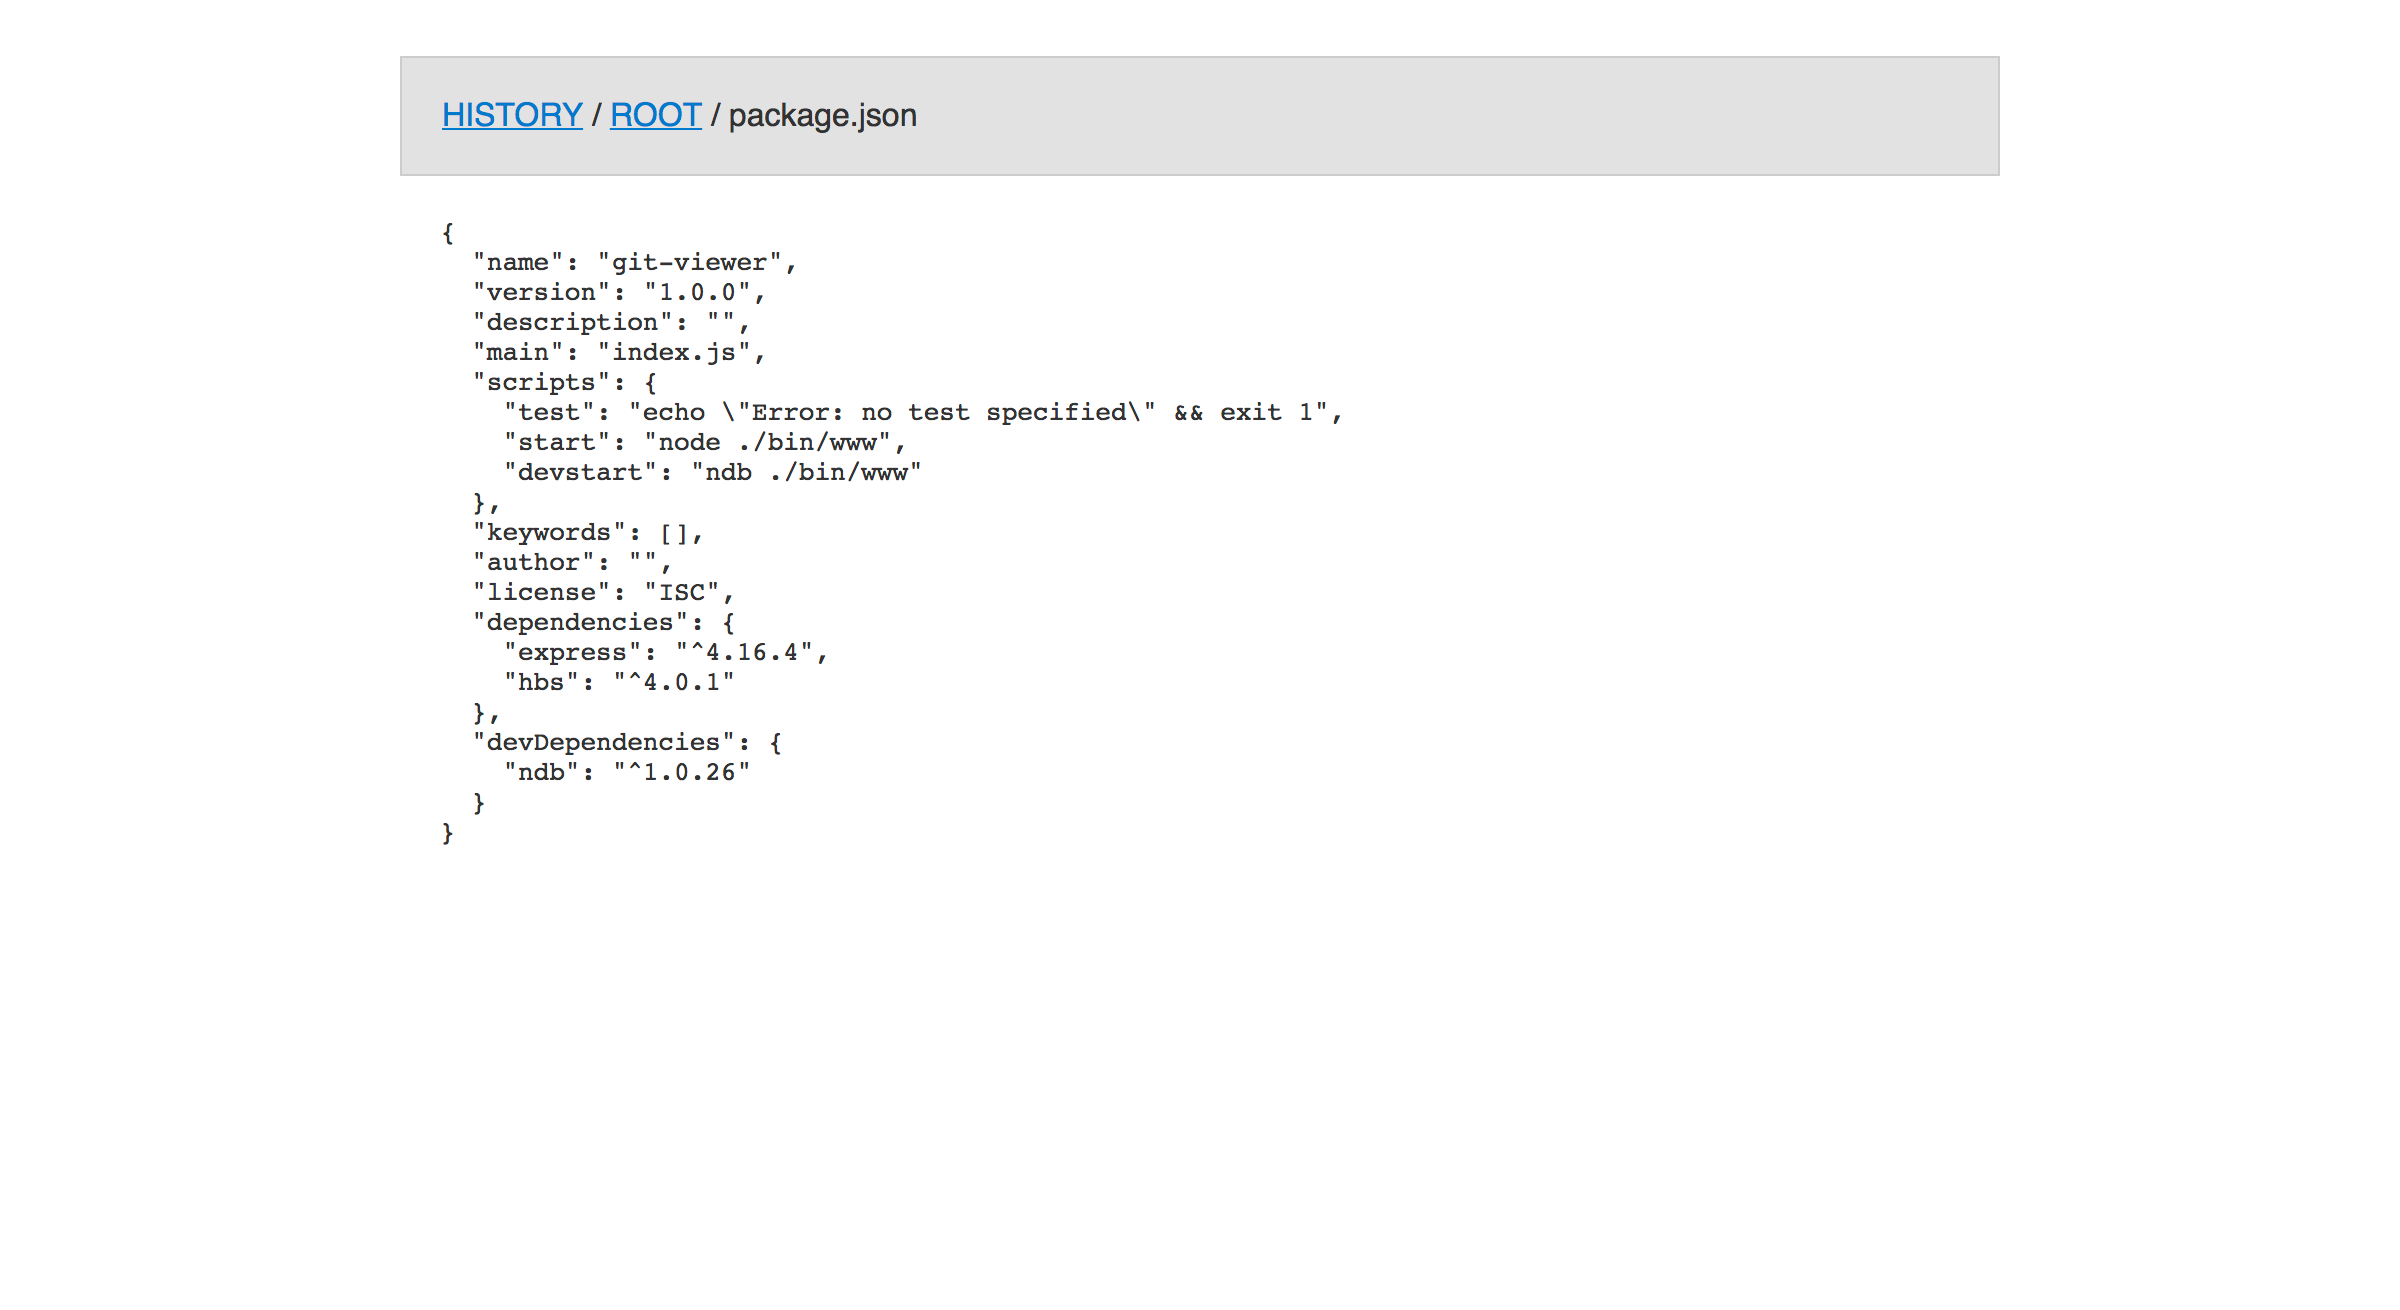 HISTORY / ROOT / package.json
{
  "name": "git-viewer",
  "version": "1.0.0",
  "description": "",
  "main": "index.js",
  "scripts": {
    "test": "echo \"Error: no test specified\" && exit 1",
    "start": "node ./bin/www",
    "devstart": "ndb ./bin/www"
  },
  "keywords": [],
  "author": "",
  "license": "ISC",
  "dependencies": {
    "express": "^4.16.4",
    "hbs": "^4.0.1"
  },
  "devDependencies": {
    "ndb": "^1.0.26"
  }
}